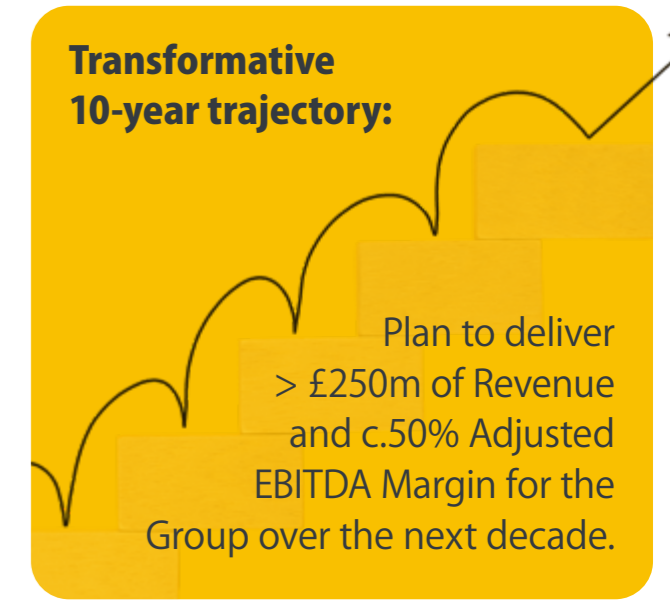 Transformative
10-year trajectory:
Plan to deliver
> £250m of Revenue
and c.50% Adjusted
EBITDA Margin for the
Group over the next decade.